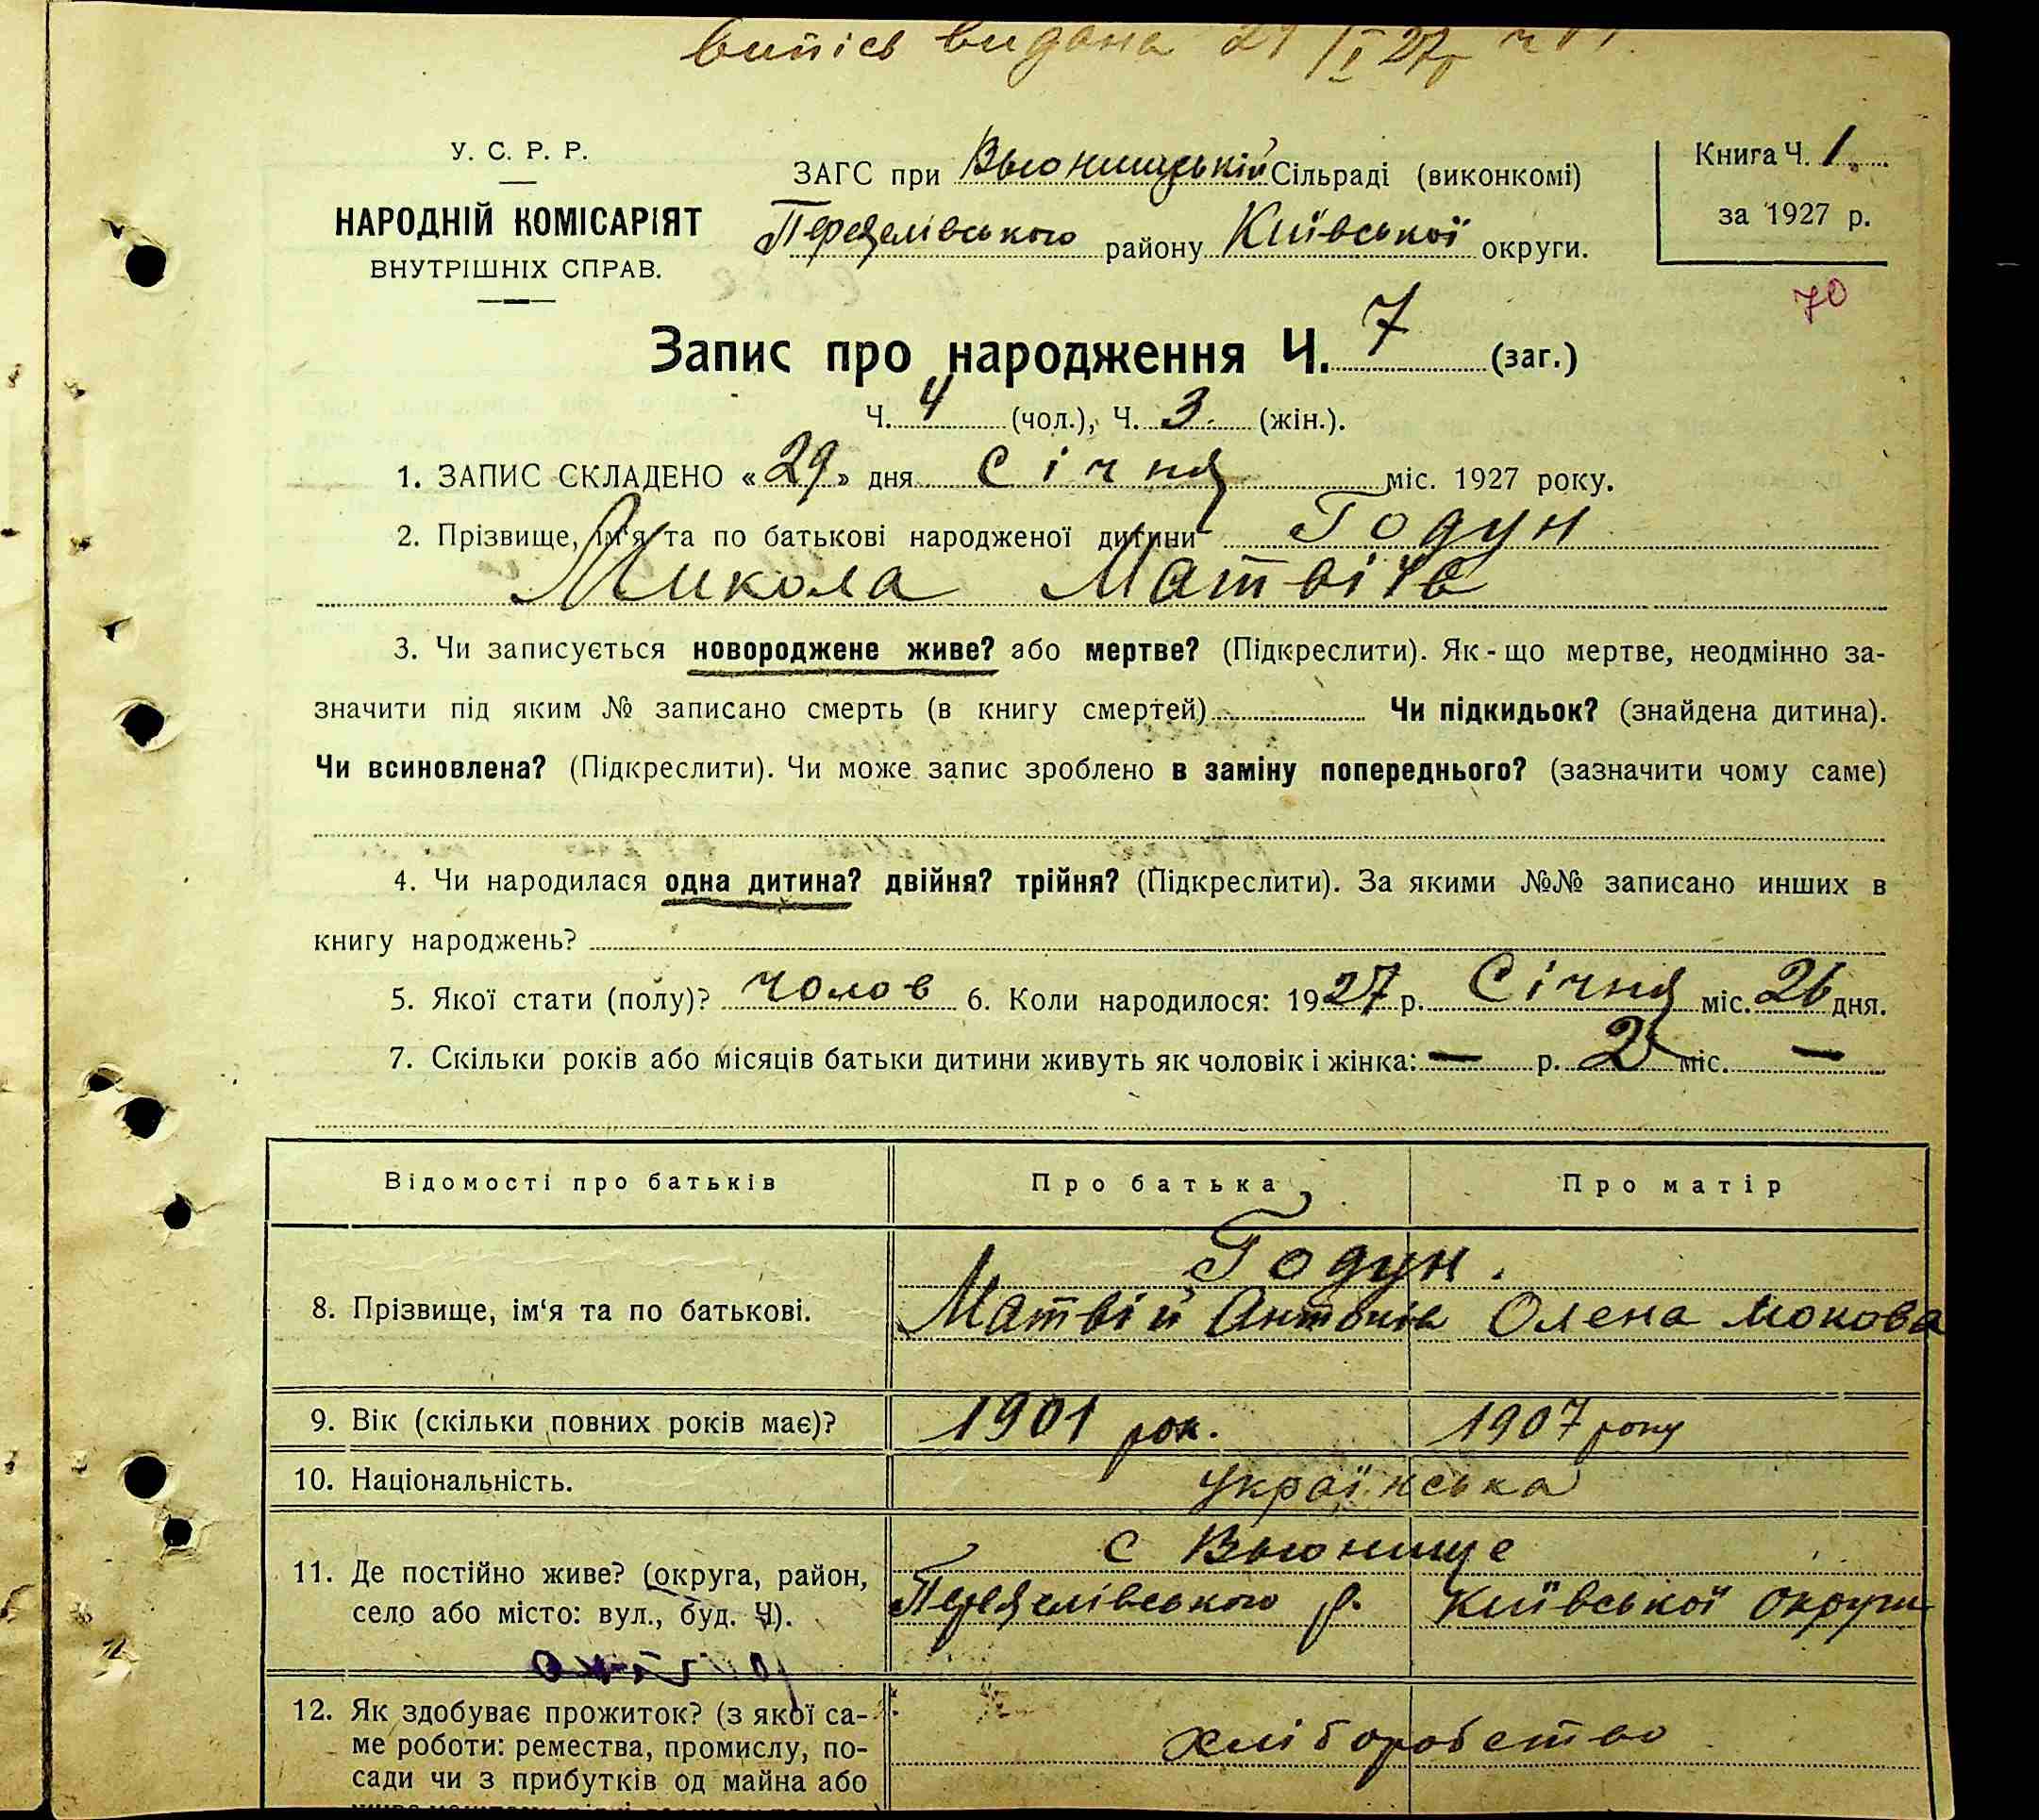 випісь видана 29/I 27р
У. С. Р. Р.
НАРОДНІЙ КОМІСАРІЯТ
ВНУТРІШНІХ СПРАВ.
ЗАГС при Вьюнищській Сільраді (виконкомі)
району Київської округи.
Книга Ч. 1.
за 1927 р.
70
Запис про народження Ч. 7 (заг.)
Ч. 4 (чол.), Ч. 3. (жін.).
1. ЗАПИС СКЛАДЕНО «29» дня Січня міс. 1927 року.
2. Прізвище, ім‘я та по батькові народженої дитини Годун
Микола Матвіїв
3. Чи записується новороджене живе? або мертве? (Підкреслити). Як-що мертве, неодмінно за-
значити під яким № записано смерть (в книгу смертей) Чи підкидьок? (знайдена дитина).
Чи всиновлена? (Підкреслити). Чи може запис зроблено в заміну попереднього? (зазначити чому саме)
4. Чи народилася одна дитина? двійня? трійня? (Підкреслити). За якими №№ записано инших в
книгу народжень?
5. Якої стати (полу)? чолов 6. Коли народилося: 1927 р. Січня міс. 26 дня.
7. Скільки років або місяців батьки дитини живуть як чоловік і жінка: — р. 2 міс. —
Відомості про батьків Про батька Про матір
Годун.
8. Прізвище, ім‘я та по батькові. Матвій Антонів Олена
9. Вік (скільки повних років має)? 1901 рок. 1907 року
10. Національність. українська
с Вьюнище
11. Де постійно живе? (округа, район,
село або місто: вул., буд. Ч). р. Київської округи
12. Як здобуває прожиток? (з якої са-
ме роботи: ремества, промислу, по-
сади чи з прибутків од майна або
хліборобство